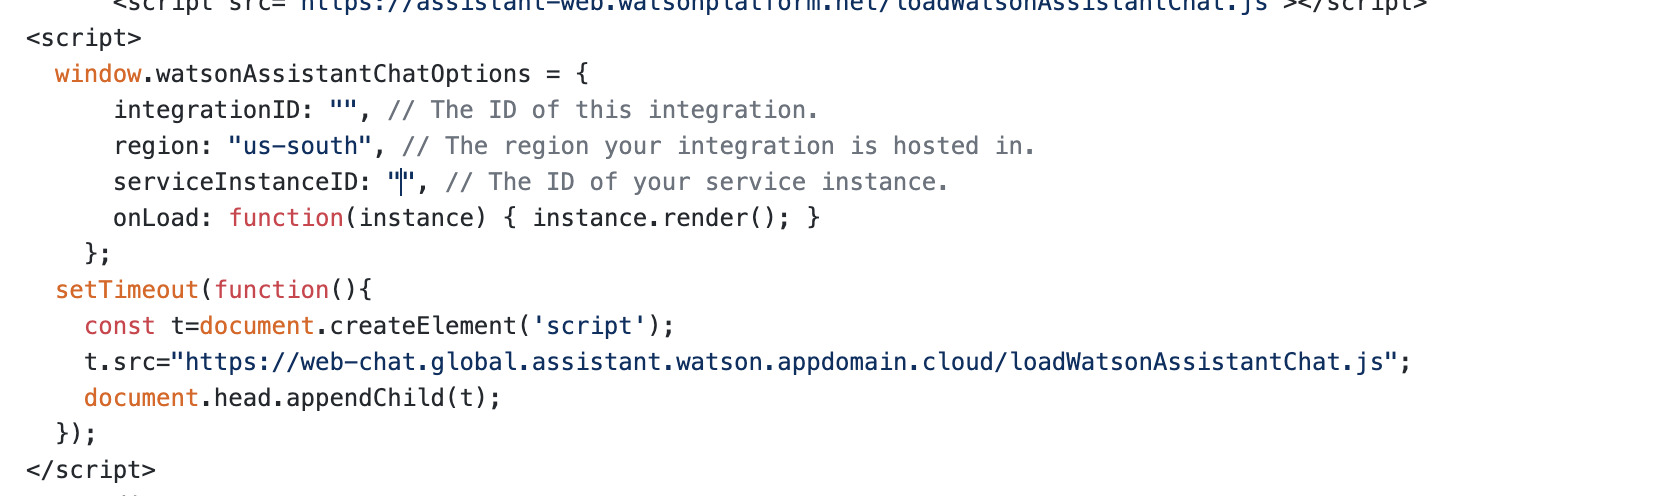 <script src="https://assistant-web.watsonplatform.net/loadWatsonAssistantChat.js"></script>
<script>
window.watsonAssistantChatOptions = {
integrationID: "", // The ID of this integration.
region: "us-south", // The region your integration is hosted in.
serviceInstanceID: "", // The ID of your service instance.
onLoad: function(instance) { instance.render(); }
};
setTimeout(function(){
const t=document.createElement('script');
t.src="https://web-chat.global.assistant.watson.appdomain.cloud/loadWatsonAssistantChat.js";
document.head.appendChild(t);
});
</script>